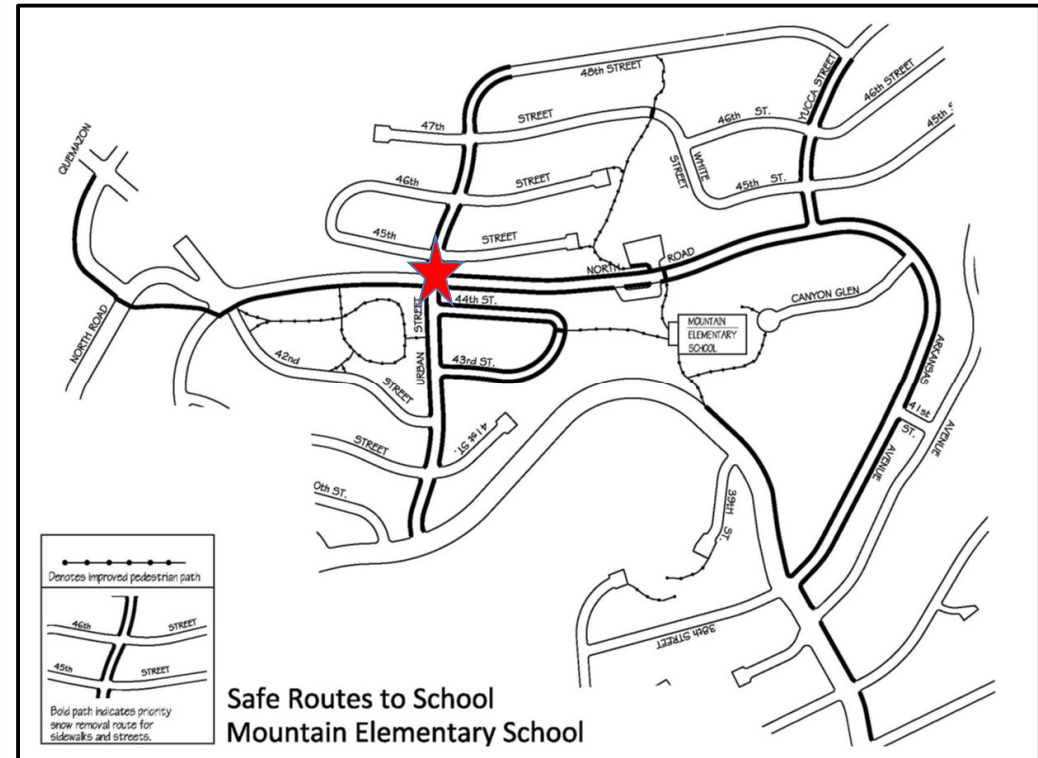 48th STREET
YUCCA STREET
46th STREET
47th STREET
46th ST.
45th S
QUEMAZON
WHITE STREET
46th STREET
45th ST.
45th STREET
NORTH ROAD
44th ST.
CANYON GLEN
NORTH ROAD
MOUNTAIN
ELEMENTARY
SCHOOL
42nd STREET
URBAN STREET
43rd ST.
ARKANSAS AVENUE
41st ST.
AVENUE
STREET
41st ST.
0th ST.
39th ST.
38th STREET
Denotes improved pedestrian path
46th STREET
45th STREET
Bold path indicates priority
snow removal route for
sidewalks and streets.
Safe Routes to School
Mountain Elementary School